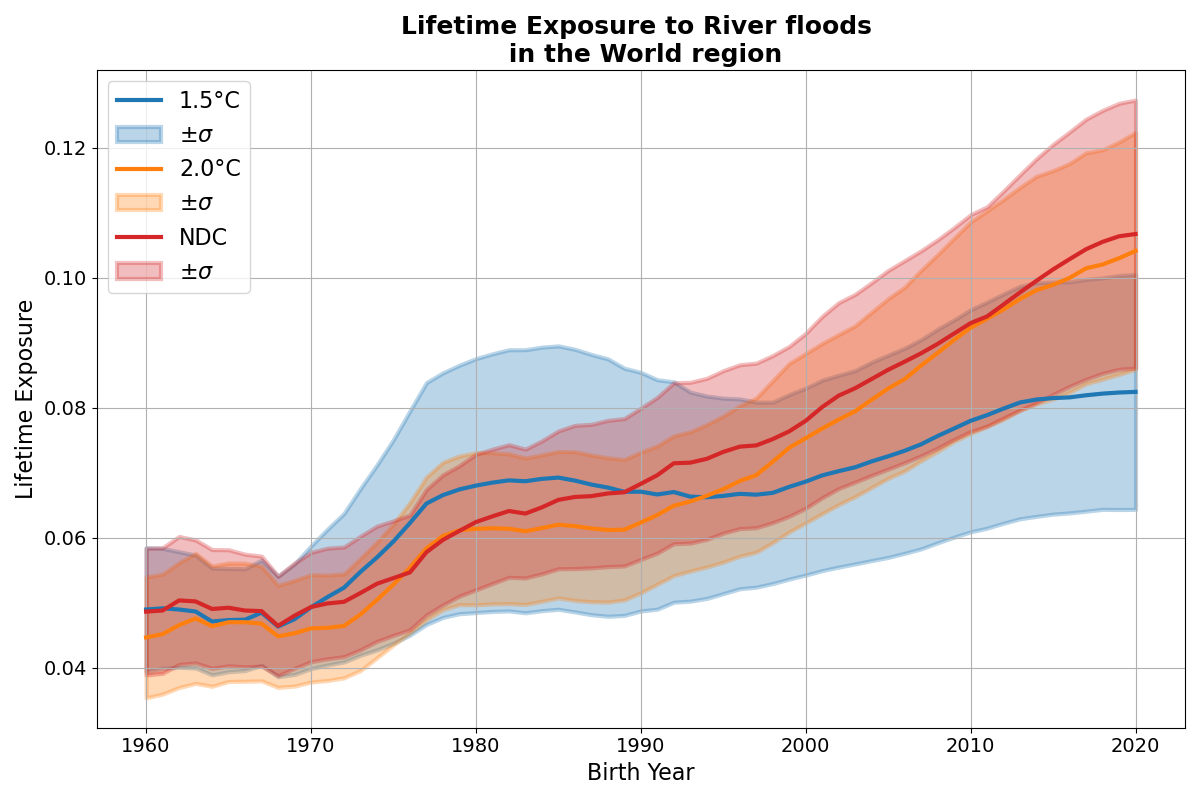 Lifetime Exposure to River floods
in the World region
1.5°C
±σ
2.0°C
±σ
NDC
±σ
Lifetime Exposure
0.12
0.10
0.08
0.06
0.04
1960 1970 1980 1990 2000 2010 2020
Birth Year